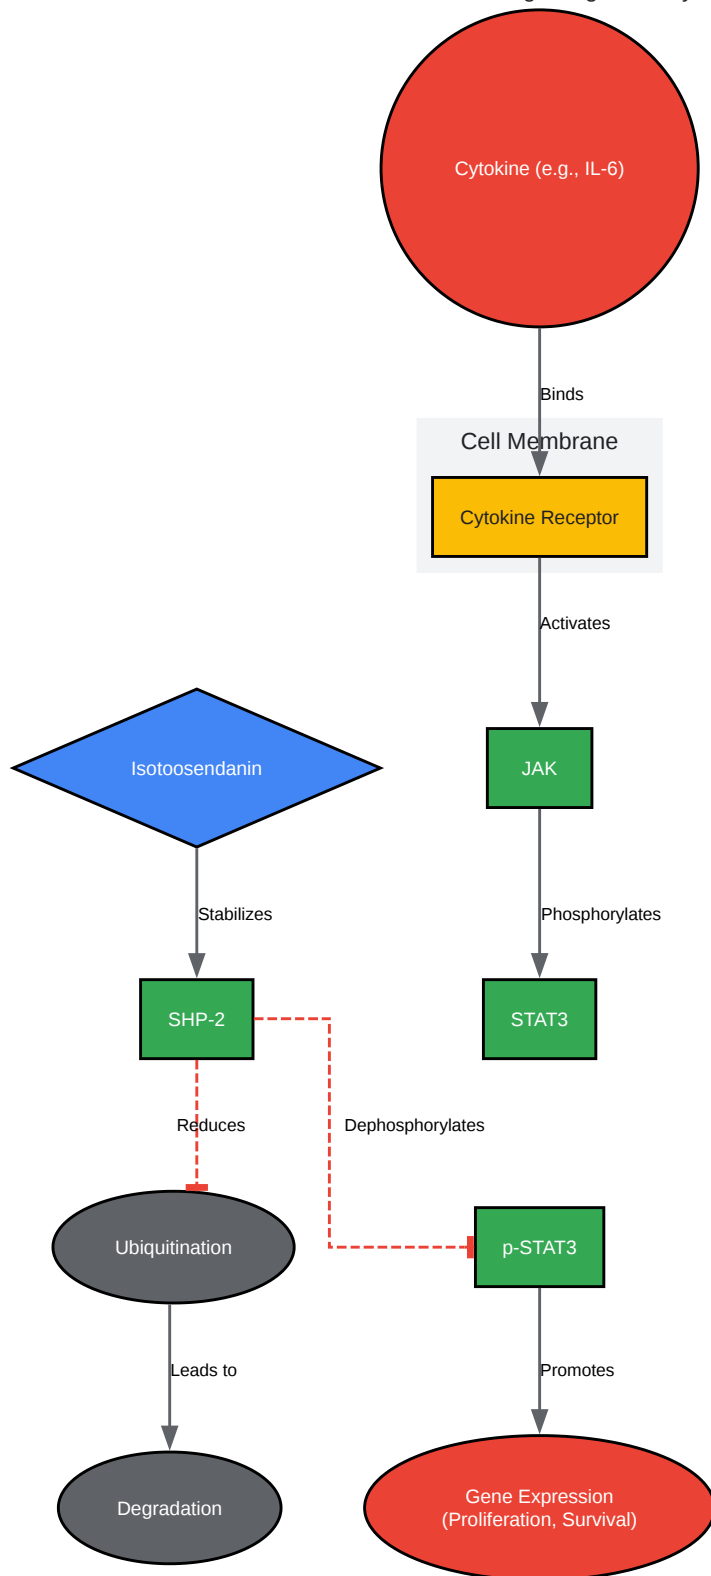 Cytokine (e.g., IL-6)
Binds
Cell Membrane
Cytokine Receptor
Activates
Isotoosendanin
JAK
Stabilizes
Phosphorylates
SHP-2
STAT3
Reduces
Dephosphorylates
Ubiquitination
p-STAT3
Leads to
Promotes
Degradation
Gene Expression
(Proliferation, Survival)